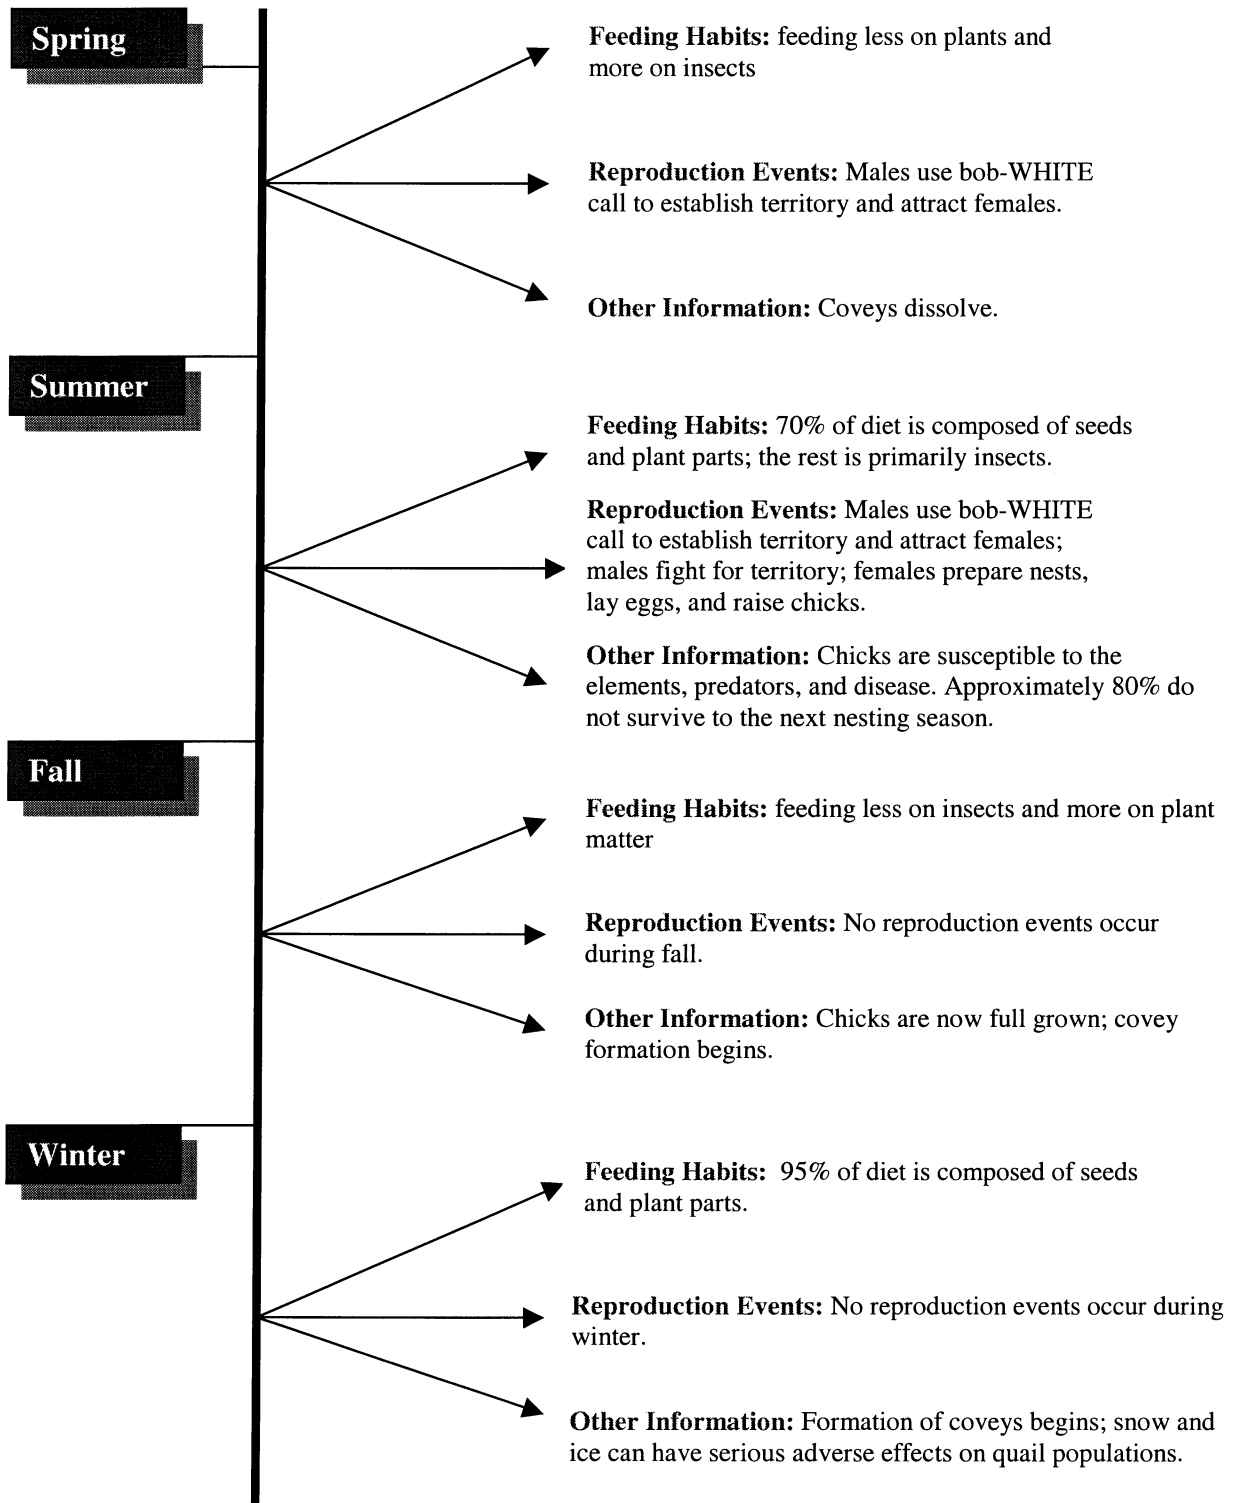 Spring
Feeding Habits: feeding less on plants and
more on insects
Reproduction Events: Males use bob-WHITE
call to establish territory and attract females.
Other Information: Coveys dissolve.
Summer
Feeding Habits: 70% of diet is composed of seeds
and plant parts; the rest is primarily insects.
Reproduction Events: Males use bob-WHITE
call to establish territory and attract females;
males fight for territory; females prepare nests,
lay eggs, and raise chicks.
Other Information: Chicks are susceptible to the
elements, predators, and disease. Approximately 80% do
not survive to the next nesting season.
Fall
Feeding Habits: feeding less on insects and more on plant
matter
Reproduction Events: No reproduction events occur
during fall.
Other Information: Chicks are now full grown; covey
formation begins.
Winter
Feeding Habits: 95% of diet is composed of seeds
and plant parts.
Reproduction Events: No reproduction events occur during
winter.
Other Information: Formation of coveys begins; snow and
ice can have serious adverse effects on quail populations.